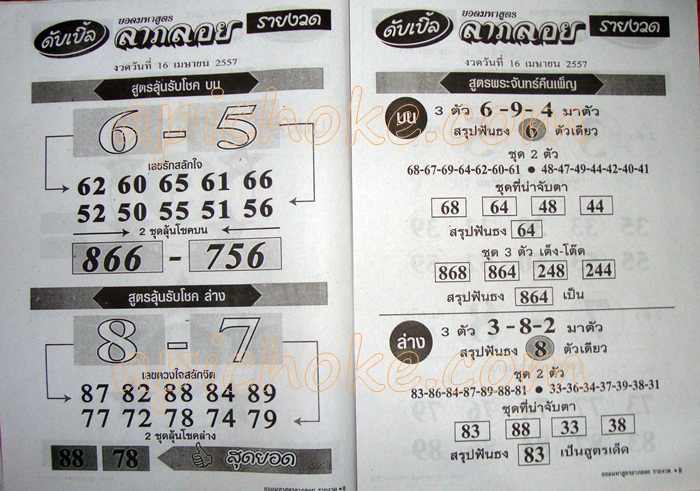 ดับเบิ้ล
ยอดมหาสูตร
ลาภลอย
รายงวด
งวดวันที่ 16 เมษายน 2557
สูตรลุ้นรับโชค บน
6 - 5
เลขรักสลักใจ
62 60 65 61 66
52 50 55 51 56
2 ชุดลุ้นโชคบน
866 - 756
สูตรลุ้นรับโชค ล่าง
8 - 7
เลขดวงใจสลักจิต
87 82 88 84 89
77 72 78 74 79
2 ชุดลุ้นโชคล่าง
88 78 สุดยอด
ดับเบิ้ล
ยอดมหาสูตร
ลาภลอย
รายงวด
งวดวันที่ 16 เมษายน 2557
สูตรพระจันทร์คืนเพ็ญ
บน
3 ตัว 6-9-4 มาตัว
สรุปฟันธง 6 ตัวเดียว
ชุด 2 ตัว
68-67-69-64-62-60-61 • 48-47-49-44-42-40-41
ชุดที่น่าจับตา
68 64 48 44
สรุปฟันธง 64
ชุด 3 ตัว เต็ง-โต๊ด
868 864 248 244
สรุปฟันธง 864 เป็น
ล่าง
3 ตัว 3-8-2 มาตัว
สรุปฟันธง 8 ตัวเดียว
ชุด 2 ตัว
83-86-84-87-89-88-81 • 33-36-34-37-39-38-31
ชุดที่น่าจับตา
83 88 33 38
สรุปฟันธง 83 เป็นสูตรเด็ด
apichoke.com
apichoke.com